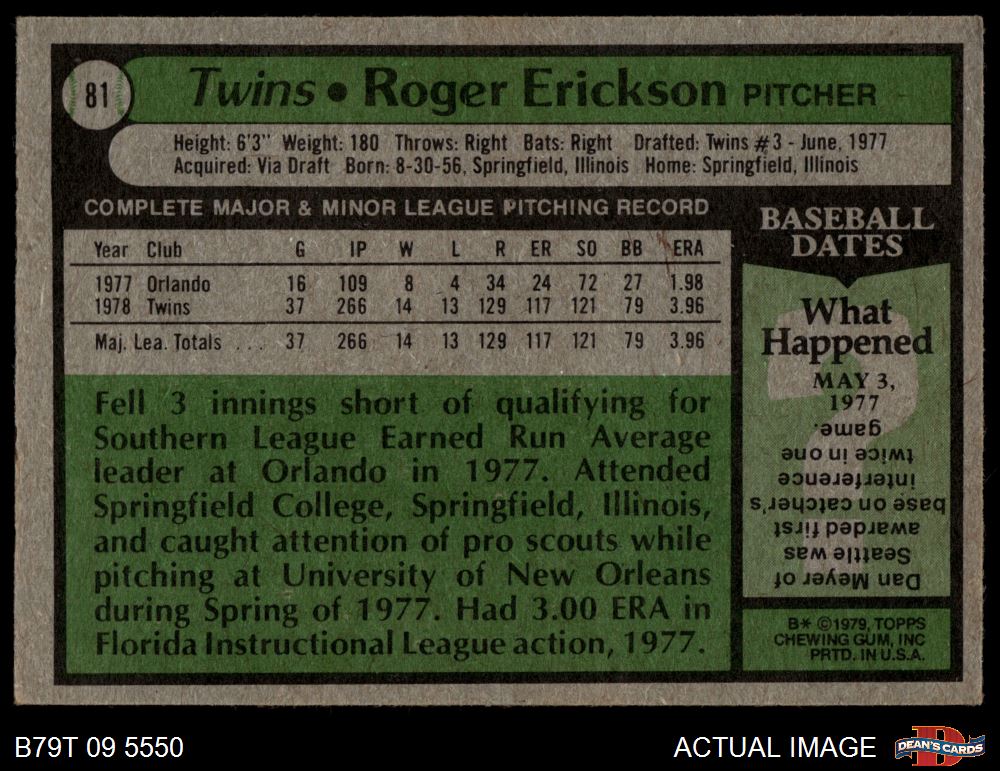 81
Twins • Roger Erickson PITCHER
Height: 6'3" Weight: 180 Throws: Right Bats: Right Drafted: Twins #3 - June, 1977
Acquired: Via Draft Born: 8-30-56, Springfield, Illinois Home: Springfield, Illinois
COMPLETE MAJOR & MINOR LEAGUE PITCHING RECORD
Year Club G IP W L R ER SO BB ERA
1977 Orlando 16 109 8 4 34 24 72 27 1.98
1978 Twins 37 266 14 13 129 117 121 79 3.96
Maj. Lea. Totals . . . 37 266 14 13 129 117 121 79 3.96
Fell 3 innings short of qualifying for
Southern League Earned Run Average
leader at Orlando in 1977. Attended
Springfield College, Springfield, Illinois,
and caught attention of pro scouts while
pitching at University of New Orleans
during Spring of 1977. Had 3.00 ERA in
Florida Instructional League action, 1977.
BASEBALL
DATES
What
Happened
MAY 3,
1977
Dan Meyer of
Seattle was
awarded first
base on catcher's
interference
twice in one
game.
B* ©1979, TOPPS
CHEWING GUM, INC
PRTD. IN U.S.A.
B79T 09 5550
ACTUAL IMAGE
D
DEAN'S CARDS